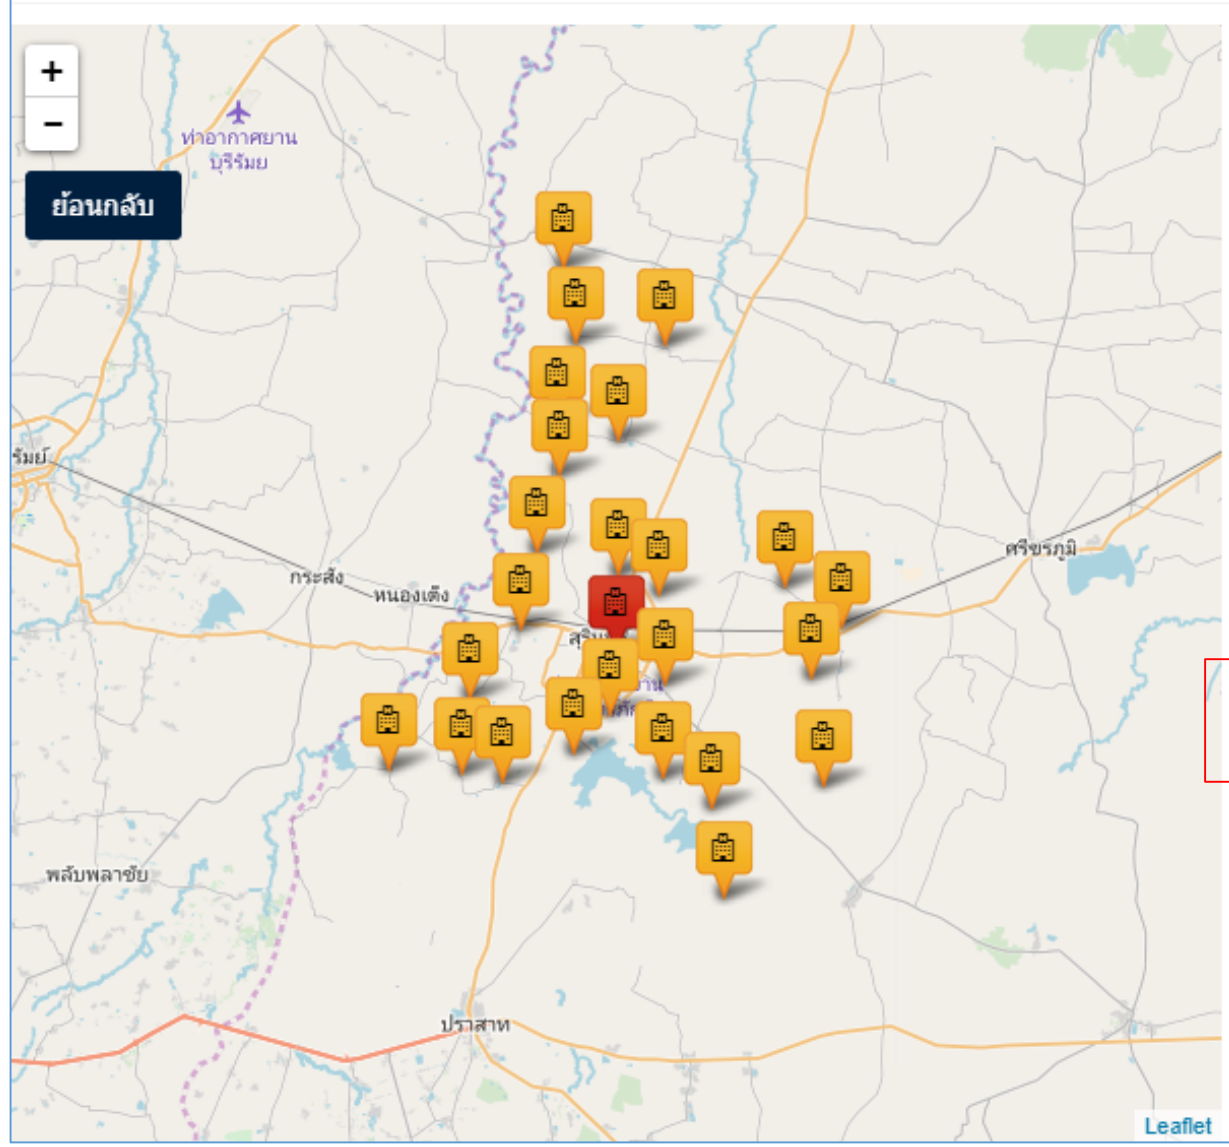 +
−
ท่าอากาศยาน
บุรีรัมย
ย้อนกลับ
รัมย์
ศรีขรภูมิ
กระสัง
หนองเต็ง
พลับพลาชัย
ปราสาท
Leaflet